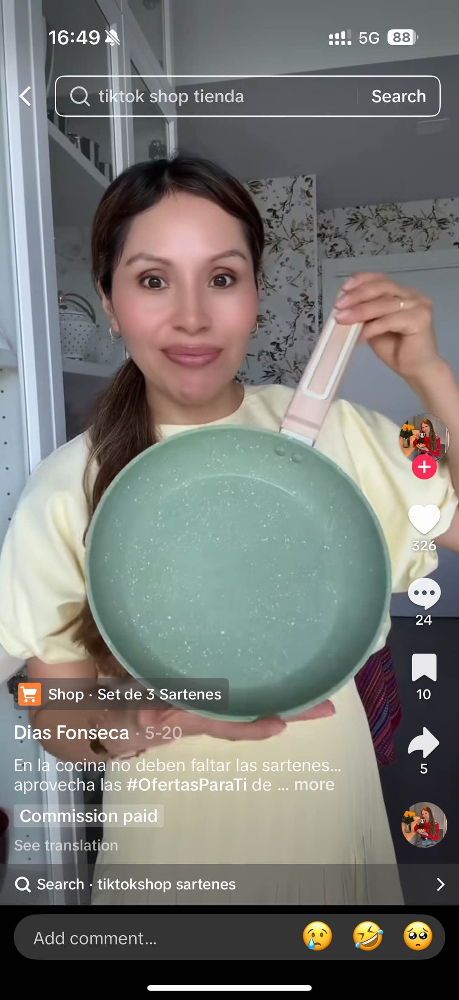 16:49
5G 88
tiktok shop tienda
Search
326
24
10
5
Shop · Set de 3 Sartenes
Dias Fonseca · 5-20
En la cocina no deben faltar las sartenes...
aprovecha las #OfertasParaTi de ... more
Commission paid
See translation
Search · tiktokshop sartenes
Add comment...